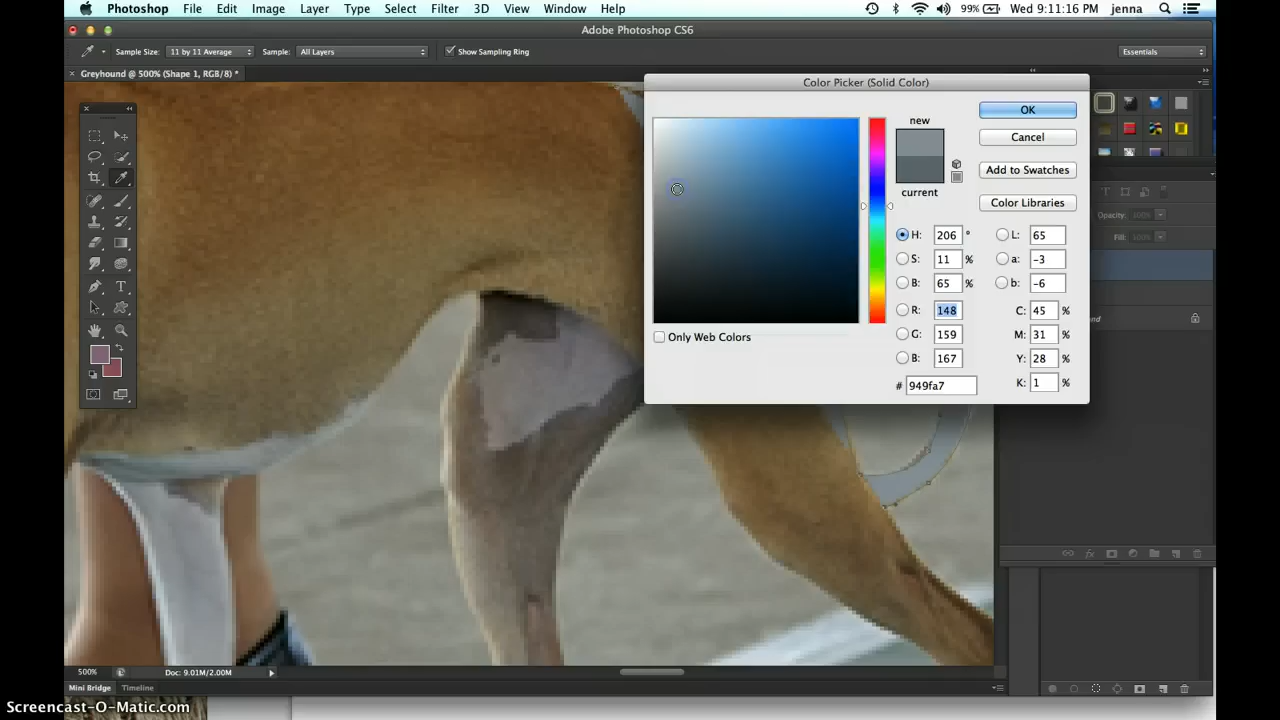 Photoshop File Edit Image Layer Type Select Filter 3D View Window Help 99% Wed 9:11:16 PM jenna
Adobe Photoshop CS6
Sample Size: 11 by 11 Average Sample: All Layers Show Sampling Ring Essentials
Greyhound @ 500% (Shape 1, RGB/8) *
Color Picker (Solid Color)
new
current
OK
Cancel
Add to Swatches
Color Libraries
H: 206 ° L: 65
S: 11 % a: -3
B: 65 % b: -6
R: 148 C: 45 %
G: 159 M: 31 %
B: 167 Y: 28 %
# 949fa7 K: 1 %
Only Web Colors
Opacity: 100%
Fill: 100%
500% Doc: 9.01M/2.00M
Mini Bridge Timeline
Screencast-O-Matic.com